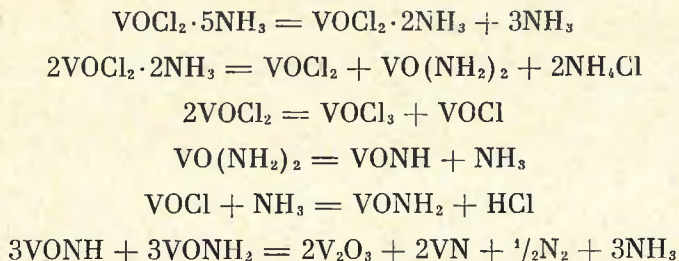 VOCl₂·5NH₃ = VOCl₂·2NH₃ + 3NH₃
2VOCl₂·2NH₃ = VOCl₂ + VO(NH₂)₂ + 2NH₄Cl
2VOCl₂ = VOCl₃ + VOCl
VO(NH₂)₂ = VONH + NH₃
VOCl + NH₃ = VONH₂ + HCl
3VONH + 3VONH₂ = 2V₂O₃ + 2VN + ¹/₂N₂ + 3NH₃